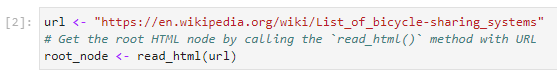 [2]: url <- "https://en.wikipedia.org/wiki/List_of_bicycle-sharing_systems"
# Get the root HTML node by calling the `read_html()` method with URL
root_node <- read_html(url)